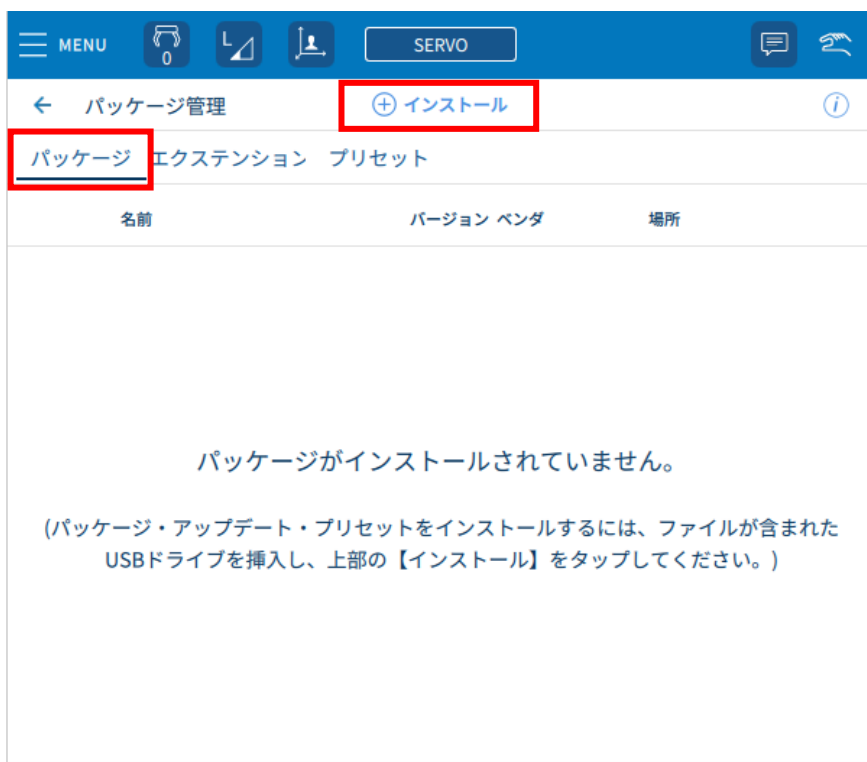 MENU 0 L SERVO
パッケージ管理 インストール i
パッケージ エクステンション プリセット
名前 バージョン ベンダ 場所
パッケージがインストールされていません。
(パッケージ・アップデート・プリセットをインストールするには、ファイルが含まれた
USBドライブを挿入し、上部の【インストール】をタップしてください。)